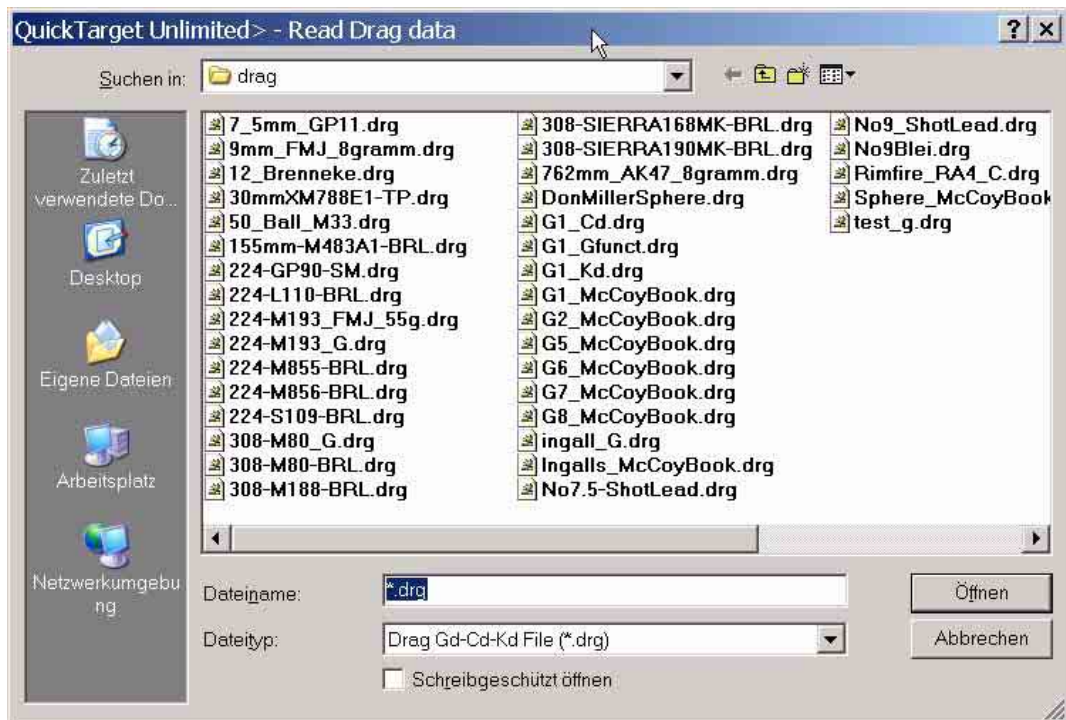 QuickTarget Unlimited> - Read Drag data
Suchen in:
drag
Zuletzt
verwendete Do...
Desktop
Eigene Dateien
Arbeitsplatz
Netzwerkumgebu
ng
7_5mm_GP11.drg
9mm_FMJ_8gramm.drg
12_Brenneke.drg
30mmXM788E1-TP.drg
50_Ball_M33.drg
155mm-M483A1-BRL.drg
224-GP90-SM.drg
224-L110-BRL.drg
224-M193_FMJ_55g.drg
224-M193_G.drg
224-M855-BRL.drg
224-M856-BRL.drg
224-S109-BRL.drg
308-M80_G.drg
308-M80-BRL.drg
308-M188-BRL.drg
308-SIERRA168MK-BRL.drg
308-SIERRA190MK-BRL.drg
762mm_AK47_8gramm.drg
DonMillerSphere.drg
G1_Cd.drg
G1_Gfunct.drg
G1_Kd.drg
G1_McCoyBook.drg
G2_McCoyBook.drg
G5_McCoyBook.drg
G6_McCoyBook.drg
G7_McCoyBook.drg
G8_McCoyBook.drg
ingall_G.drg
Ingalls_McCoyBook.drg
No7.5-ShotLead.drg
No9_ShotLead.drg
No9Blei.drg
Rimfire_RA4_C.drg
Sphere_McCoyBook
test_g.drg
Dateiname:
*.drg
Öffnen
Dateityp:
Drag Gd-Cd-Kd File (*.drg)
Abbrechen
Schreibgeschützt öffnen